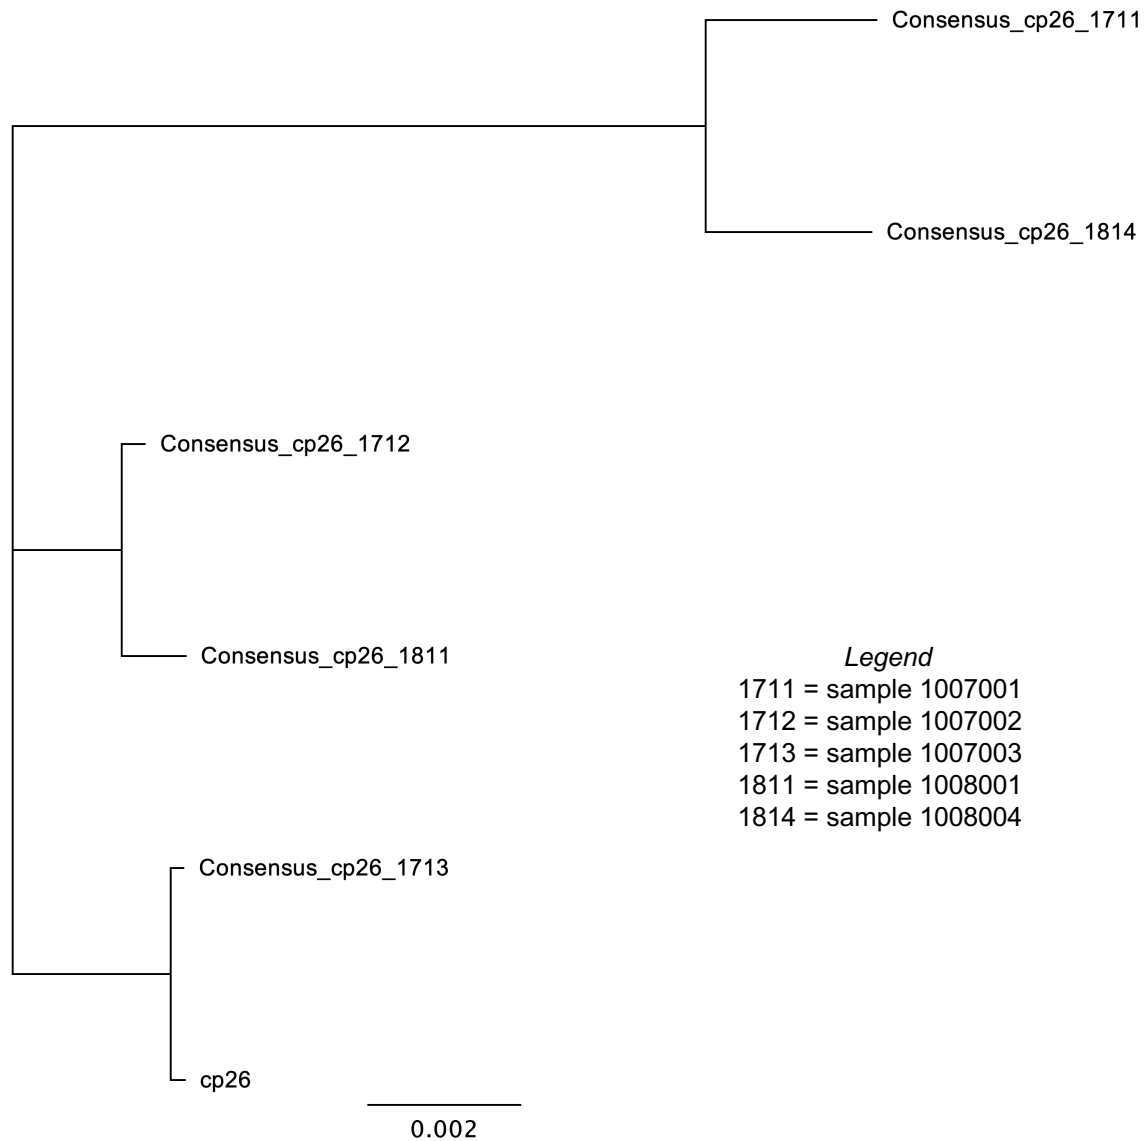 Consensus_cp26_1711
Consensus_cp26_1814
Consensus_cp26_1712
Consensus_cp26_1811
Legend
1711 = sample 1007001
1712 = sample 1007002
1713 = sample 1007003
1811 = sample 1008001
1814 = sample 1008004
Consensus_cp26_1713
cp26
0.002